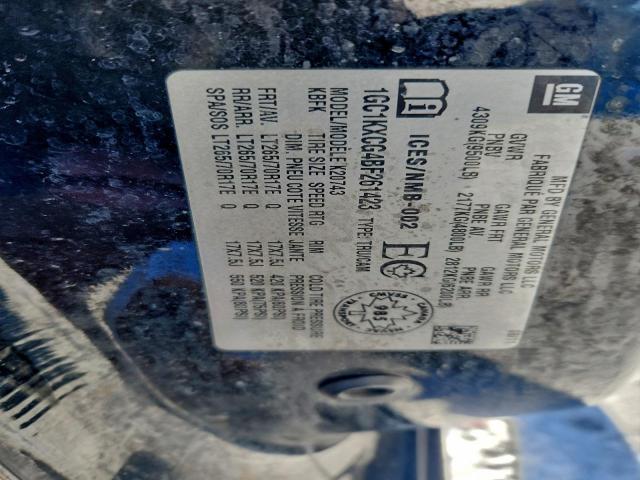 GM
MFD BY GENERAL MOTORS LLC
FABRIQUE PAR GENERAL MOTORS LLC
GVWR GAWR FRT GAWR RR
PNBV PNBE AV PNBE ARR
4309KG(9500LB) 2177KG(4800LB) 2812KG(6200LB)
ICES/NMB-002
1GC1KXCG4BF261423 TYPE: TRUCAM
MODEL/MODELE: K20743
KBFK TIRE SIZE SPEED RTG RIM COLD TIRE PRESSURE
DIM. PNEU COTE VITESSE JANTE PRESSION A FROID
FRT/AV LT265/70R17E Q 17X7.5J
RR/ARR LT265/70R17E Q 17X7.5J
SPA/SOS LT265/70R17E Q 17X7.5J